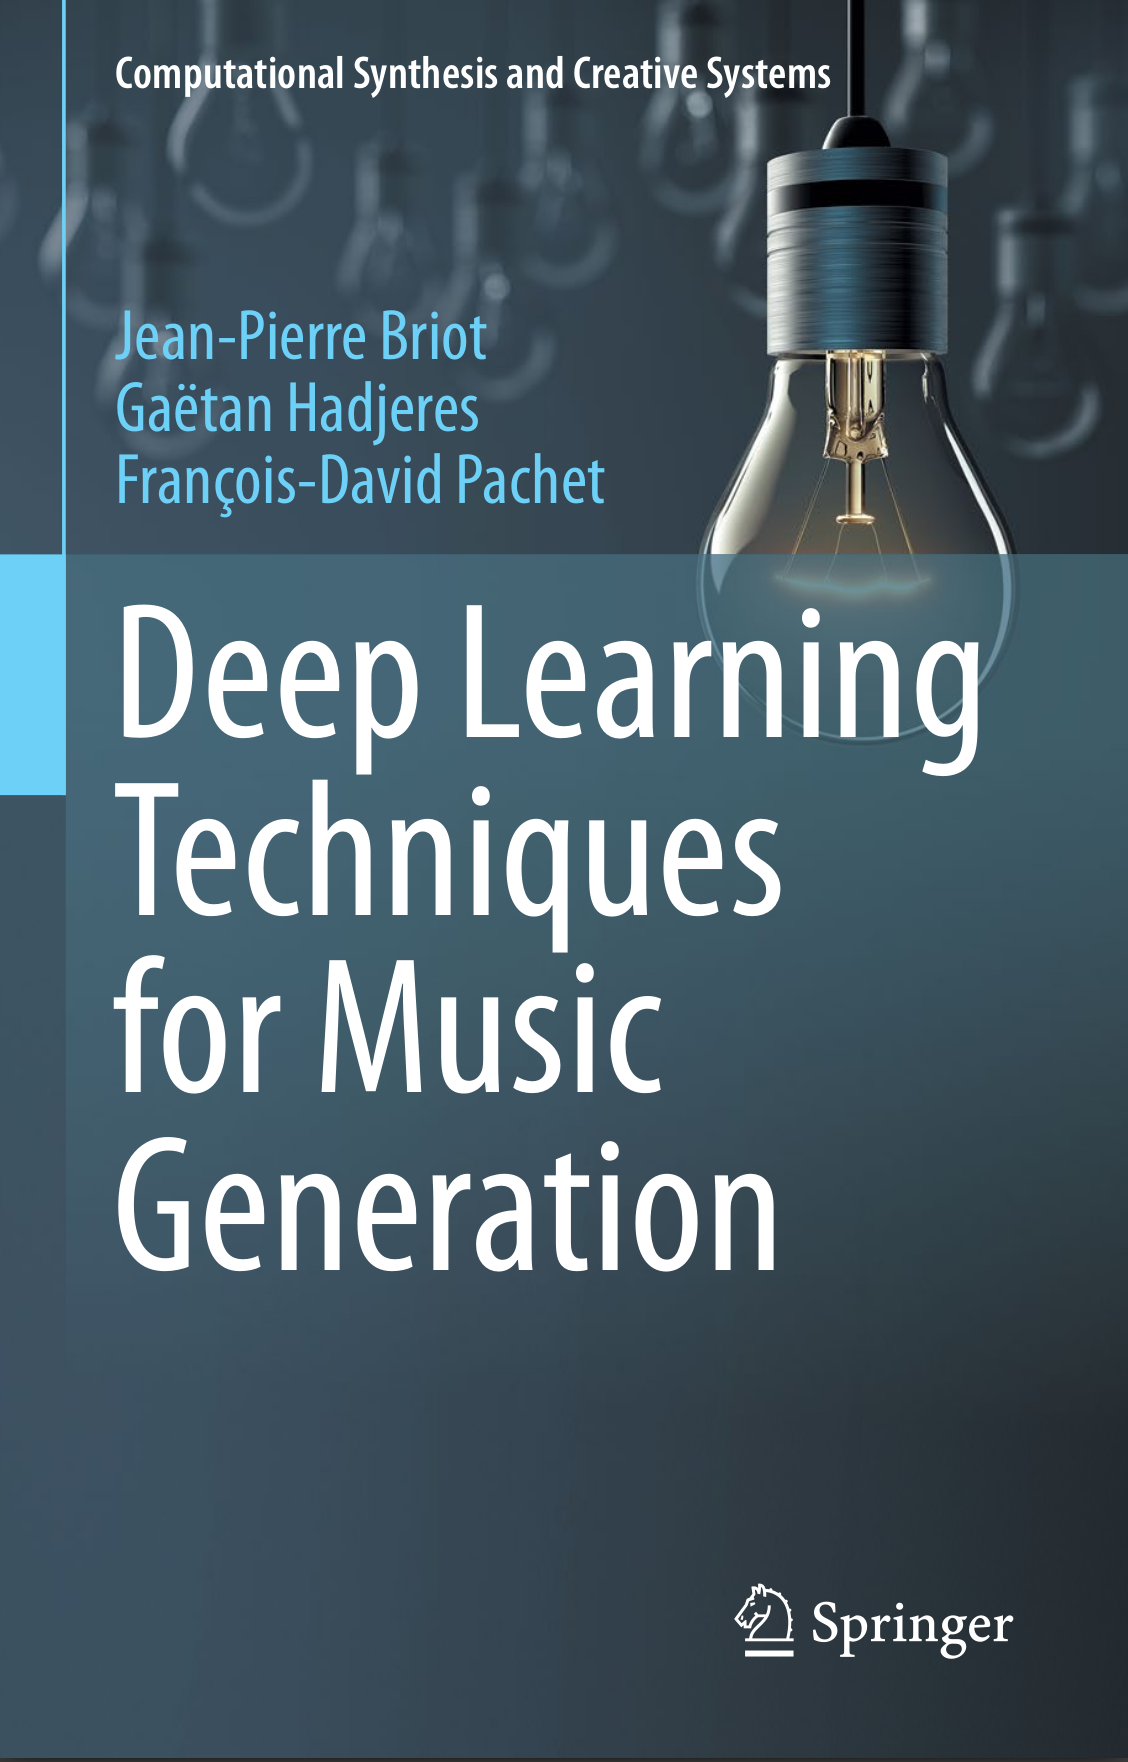 Computational Synthesis and Creative Systems
Jean-Pierre Briot
Gaëtan Hadjeres
François-David Pachet
Deep Learning
Techniques
for Music
Generation
Springer